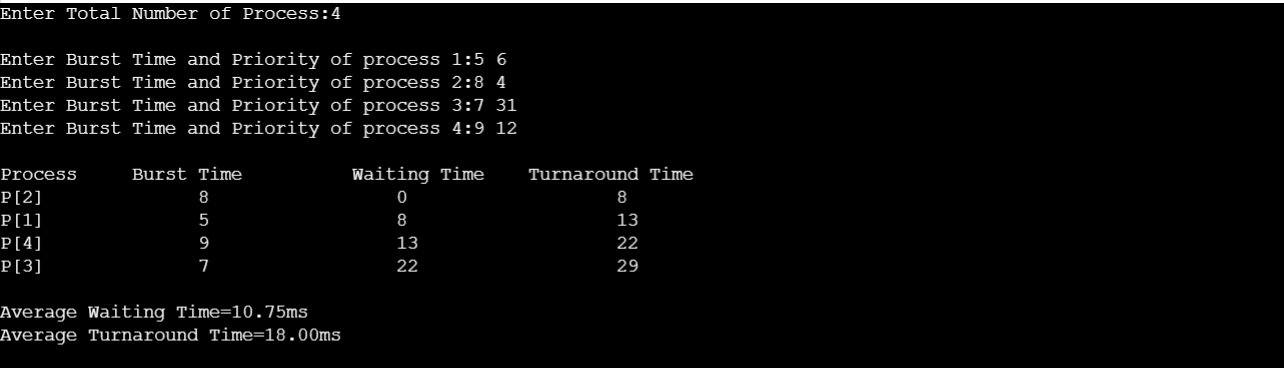 Enter Total Number of Process:4
Enter Burst Time and Priority of process 1:5 6
Enter Burst Time and Priority of process 2:8 4
Enter Burst Time and Priority of process 3:7 31
Enter Burst Time and Priority of process 4:9 12
Process Burst Time Waiting Time Turnaround Time
P[2] 8 0 8
P[1] 5 8 13
P[4] 9 13 22
P[3] 7 22 29
Average Waiting Time=10.75ms
Average Turnaround Time=18.00ms